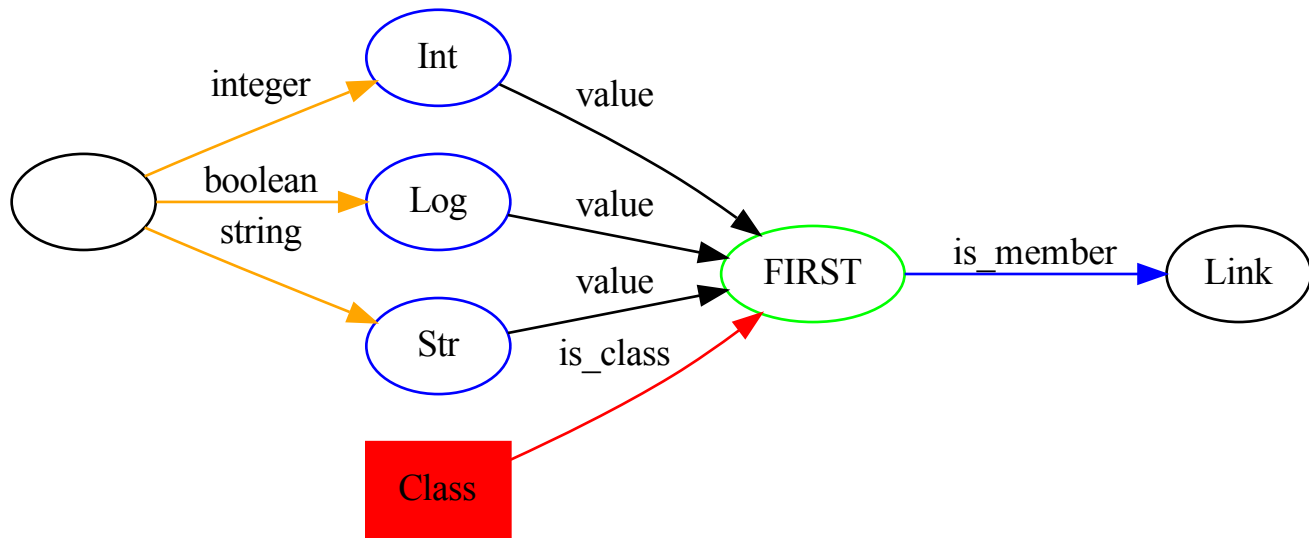 Int
integer
value
boolean
Log
value
string
FIRST
is_member
Link
value
Str
is_class
Class